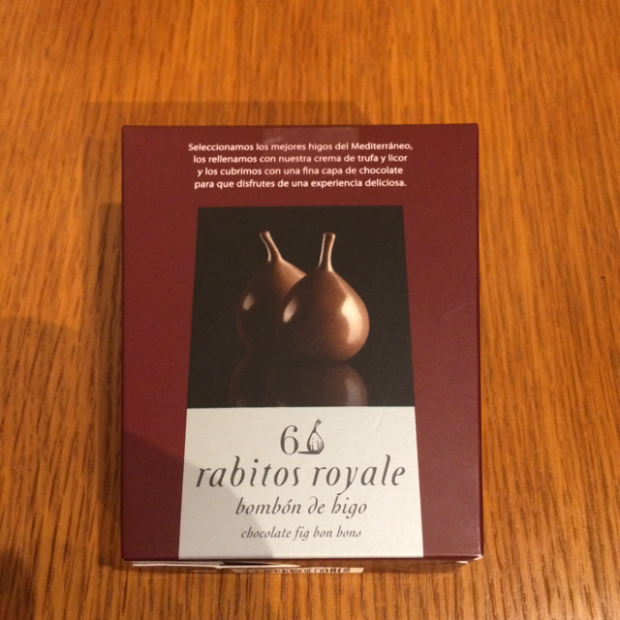 Seleccionamos los mejores higos del Mediterráneo,
los rellenamos con nuestra crema de trufa y licor
y los cubrimos con una fina capa de chocolate
para que disfrutes de una experiencia deliciosa.
6
rabitos royale
bombón de higo
chocolate fig bon bons